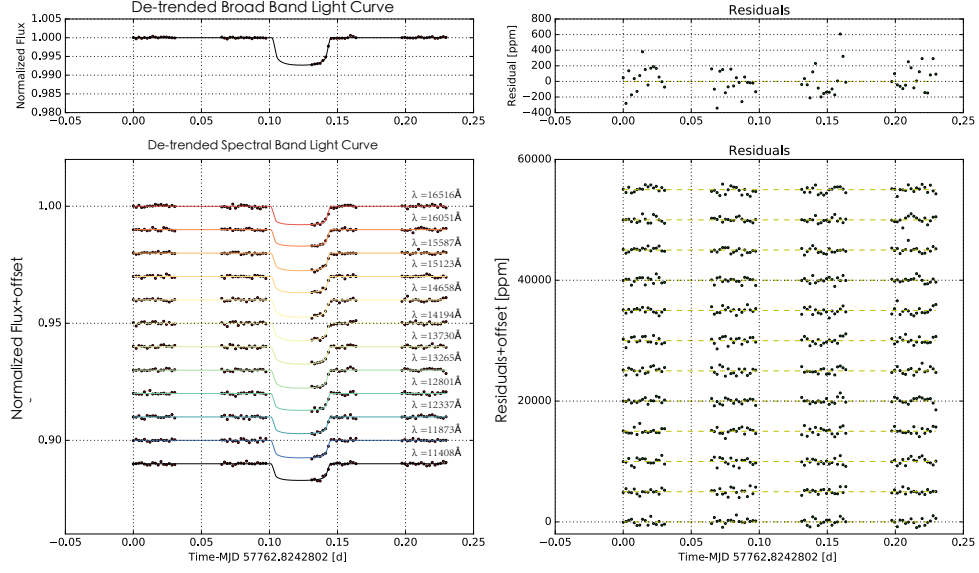 De-trended Broad Band Light Curve
Normalized Flux
1.005
1.000
0.995
0.990
0.985
0.980
−0.05 0.00 0.05 0.10 0.15 0.20 0.25
Residuals
Residual [ppm]
800
600
400
200
0
−200
−400
−0.05 0.00 0.05 0.10 0.15 0.20 0.25
De-trended Spectral Band Light Curve
Normalized Flux+offset
1.00
0.95
0.90
λ =16516Å
λ =16051Å
λ =15587Å
λ =15123Å
λ =14658Å
λ =14194Å
λ =13730Å
λ =13265Å
λ =12801Å
λ =12337Å
λ =11873Å
λ =11408Å
−0.05 0.00 0.05 0.10 0.15 0.20 0.25
Time-MJD 57762.8242802 [d]
Residuals
Residuals+offset [ppm]
60000
40000
20000
0
−0.05 0.00 0.05 0.10 0.15 0.20 0.25
Time-MJD 57762.8242802 [d]